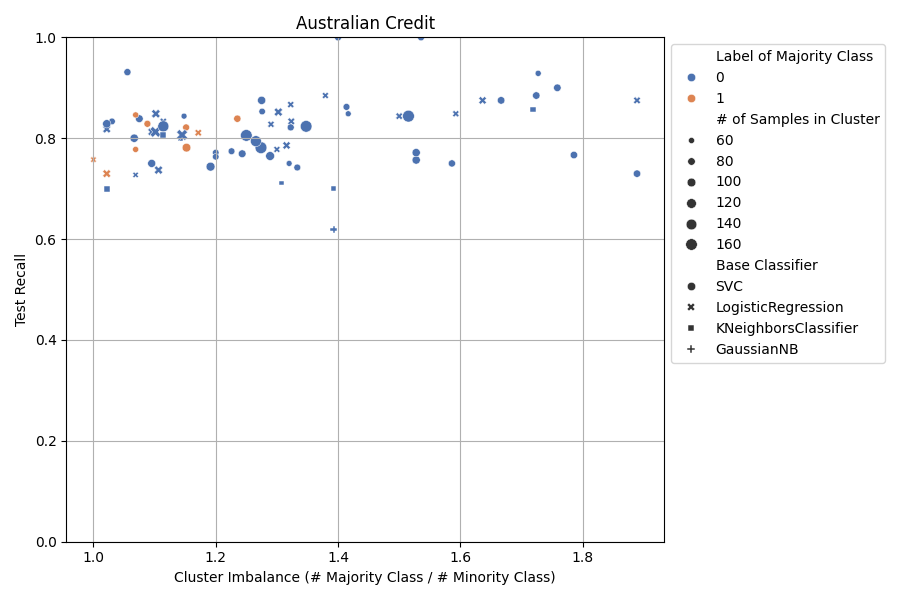 Australian Credit
1.0
0.8
0.6
0.4
0.2
0.0
Test Recall
1.0 1.2 1.4 1.6 1.8
Cluster Imbalance (# Majority Class / # Minority Class)
Label of Majority Class
0
1
# of Samples in Cluster
60
80
100
120
140
160
Base Classifier
SVC
LogisticRegression
KNeighborsClassifier
GaussianNB